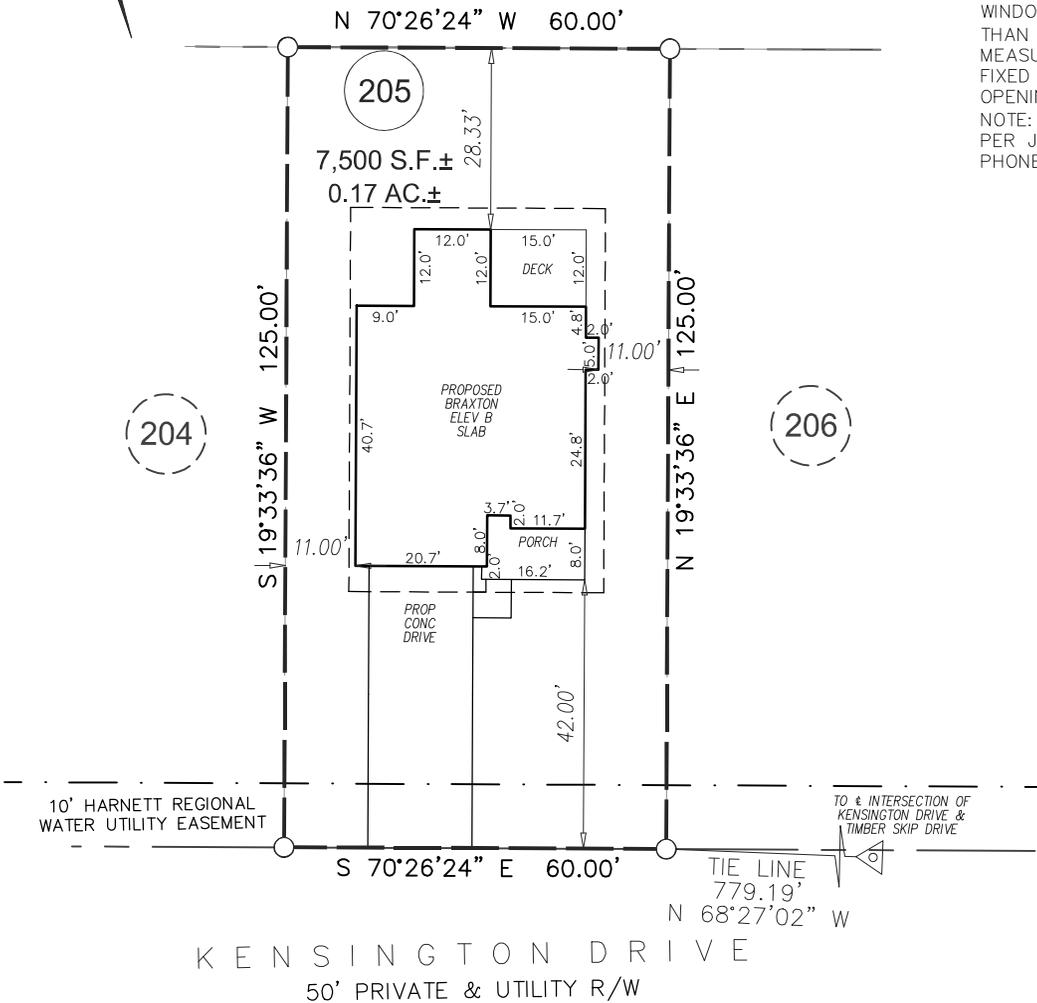 N 70°26'24" W 60.00'
WINDO
THAN
MEASU
FIXED
OPENI
NOTE:
PER J
PHONE
205
28.33'
7,500 S.F.±
0.17 AC.±
12.0'
15.0'
12.0'
12.0'
DECK
12.0'
9.0'
15.0'
4.8'
2.0'
5.0'
11.00'
2.0'
S 19°33'36" W 125.00'
N 19°33'36" E 125.00'
204
206
PROPOSED
BRAXTON
ELEV B
SLAB
40.7'
24.8'
3.7'
2.0'
11.7'
PORCH
8.0'
8.0'
11.00'
20.7'
2.0'
16.2'
PROP
CONC
DRIVE
42.00'
10' HARNETT REGIONAL
WATER UTILITY EASEMENT
TO ℄ INTERSECTION OF
KENSINGTON DRIVE &
TIMBER SKIP DRIVE
S 70°26'24" E 60.00'
TIE LINE
779.19'
N 68°27'02" W
KENSINGTON DRIVE
50' PRIVATE & UTILITY R/W